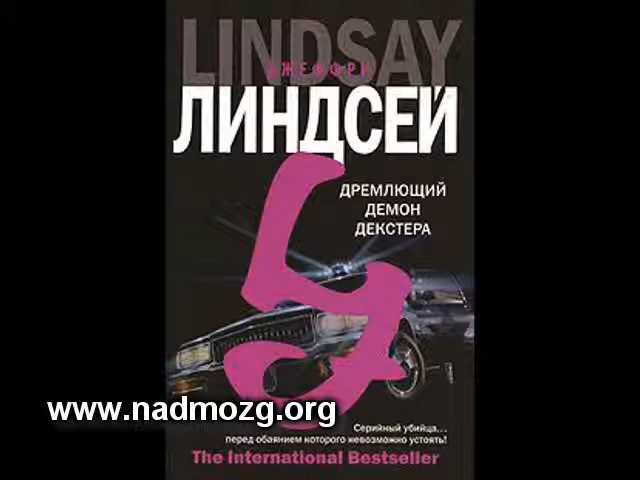 LINDSAY
ДЖЕФФРИ
ЛИНДСЕЙ
ДРЕМЛЮЩИЙ
ДЕМОН
ДЕКСТЕРА
www.nadmozg.org
Серийный убийца...
перед обаянием которого невозможно устоять!
The International Bestseller